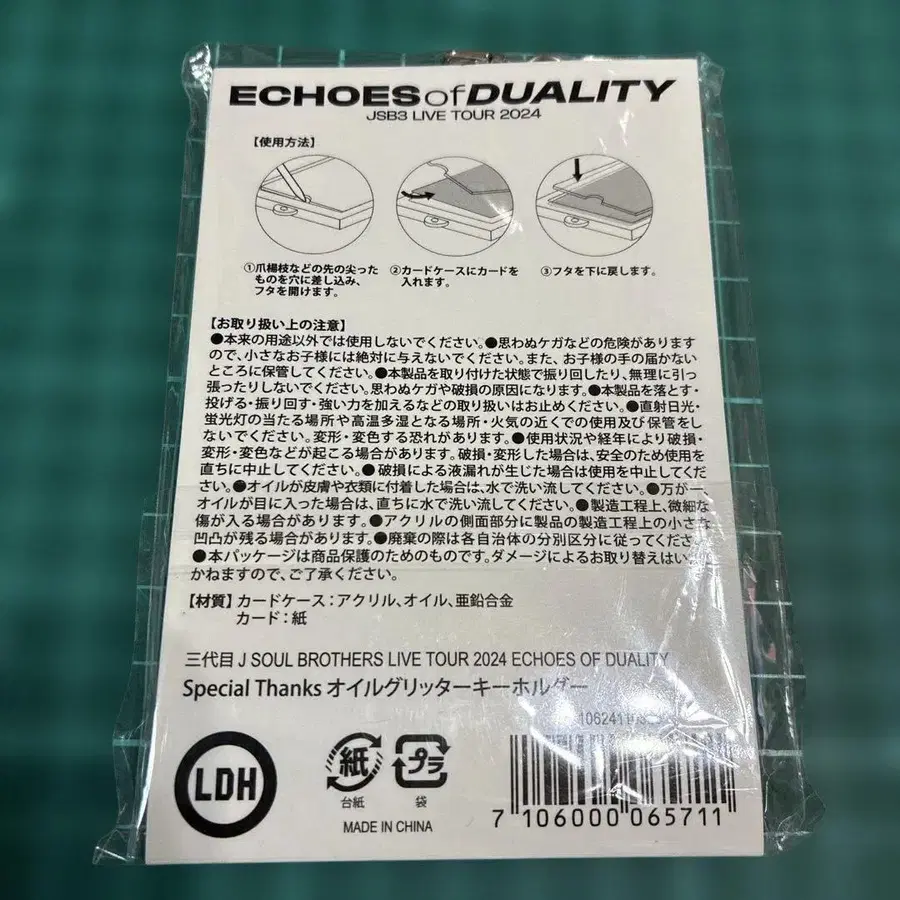 ECHOES of DUALITY
JSB3 LIVE TOUR 2024
【使用方法】
①爪楊枝などの先の尖った
ものを穴に差し込み、
フタを開けます。
②カードケースにカードを
入れます。
③フタを下に戻します。
【お取り扱い上の注意】
●本来の用途以外では使用しないでください。●思わぬケガなどの危険があります
ので、小さなお子様には絶対に与えないでください。また、お子様の手の届かない
ところに保管してください。●本製品を取り付けた状態で振り回したり、無理に引っ
張ったりしないでください。思わぬケガや破損の原因になります。●本製品を落とす・
投げる・振り回す・強い力を加えるなどの取り扱いはお止めください。●直射日光・
蛍光灯の当たる場所や高温多湿となる場所・火気の近くでの使用及び保管をし
ないでください。変形・変色する恐れがあります。●使用状況や経年により破損・
変形・変色などが起こる場合があります。破損・変形した場合は、安全のため使用を
直ちに中止してください。●破損による液漏れが生じた場合は使用を中止してくだ
さい。●オイルが皮膚や衣類に付着した場合は、水で洗い流してください。●万が一
オイルが目に入った場合は、直ちに水で洗い流してください。●製造工程上、微細な
傷が入る場合があります。●アクリルの側面部分に製品の製造工程上の小さな
凹凸が残る場合があります。●廃棄の際は各自治体の分別区分に従ってくださ
●本パッケージは商品保護のためのものです。ダメージによるお取り替えはい
かねますので、ご了承ください。
【材質】カードケース：アクリル、オイル、亜鉛合金
カード：紙
三代目 J SOUL BROTHERS LIVE TOUR 2024 ECHOES OF DUALITY
Special Thanks オイルグリッターキーホルダー
LDH
紙
台紙
プラ
袋
MADE IN CHINA
7 106000 065711